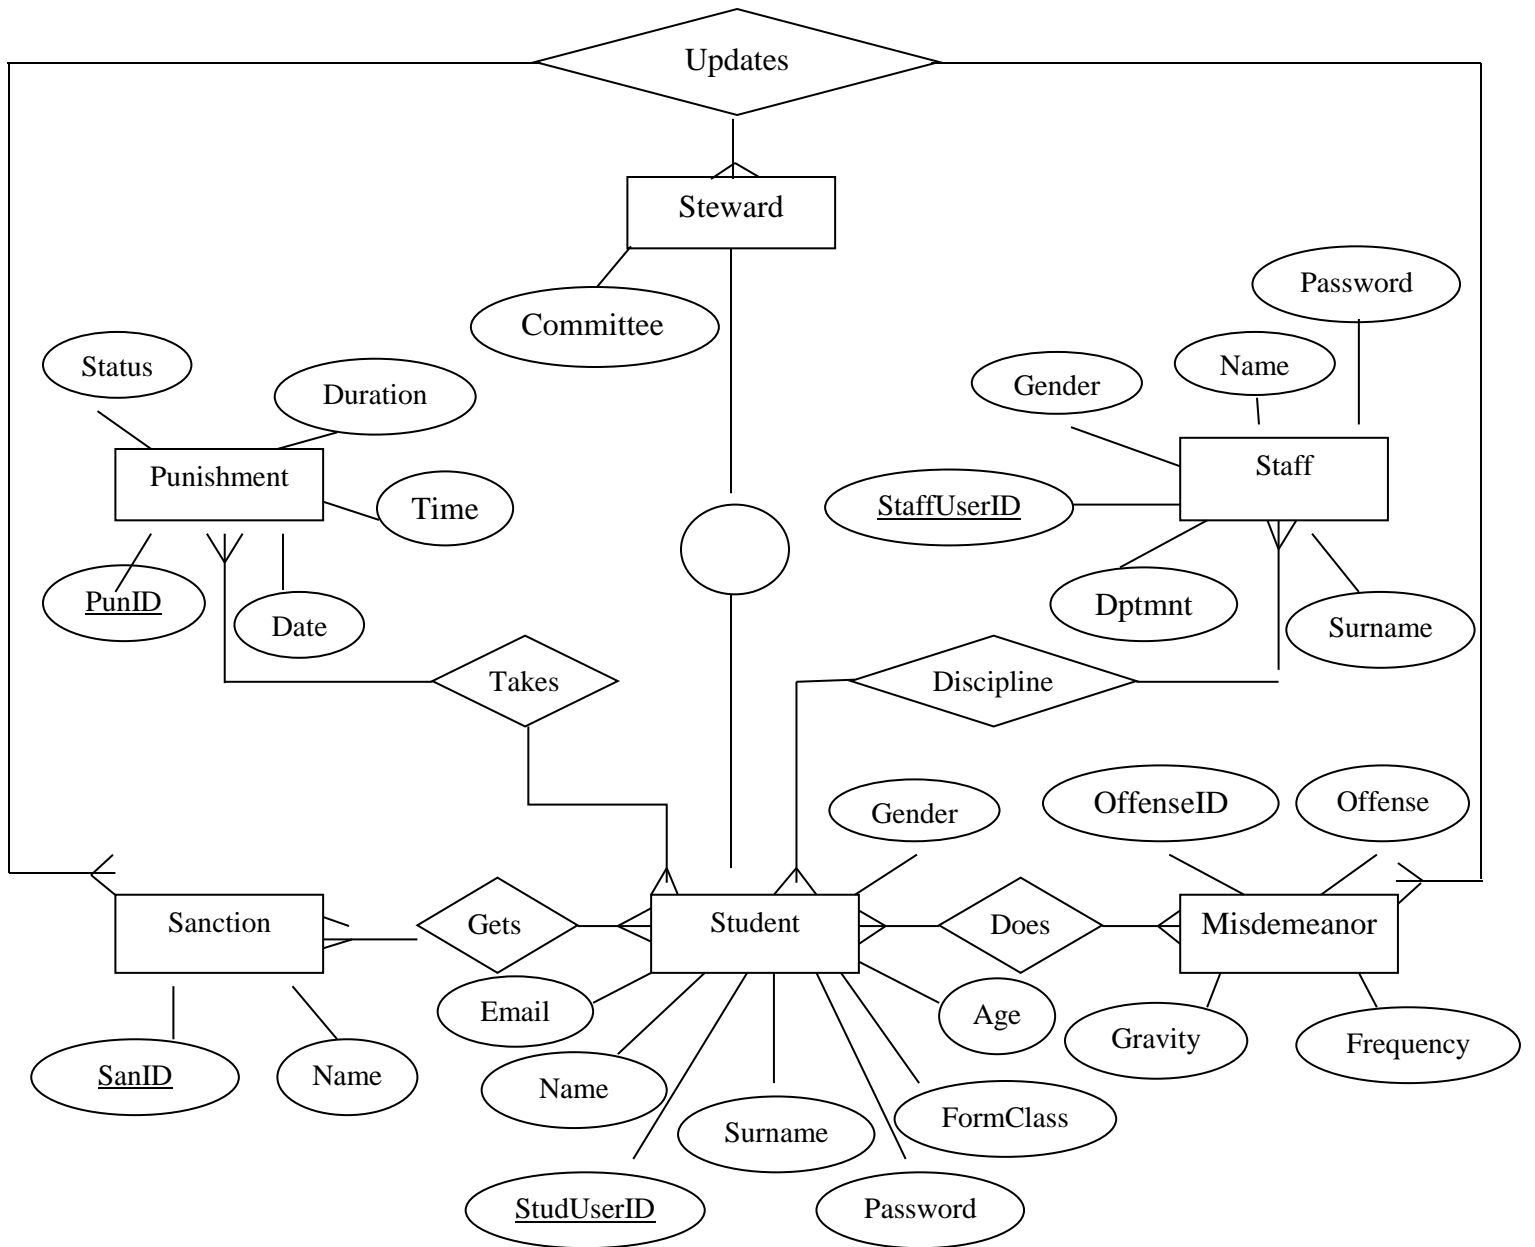 Updates
Steward
Password
Committee
Status
Name
Gender
Duration
Staff
Punishment
Time
StaffUserID
PunID
Dptmnt
Date
Surname
Takes
Discipline
Gender
OffenseID
Offense
Sanction
Gets
Student
Does
Misdemeanor
Email
Age
Gravity
Frequency
SanID
Name
Name
FormClass
Surname
StudUserID
Password